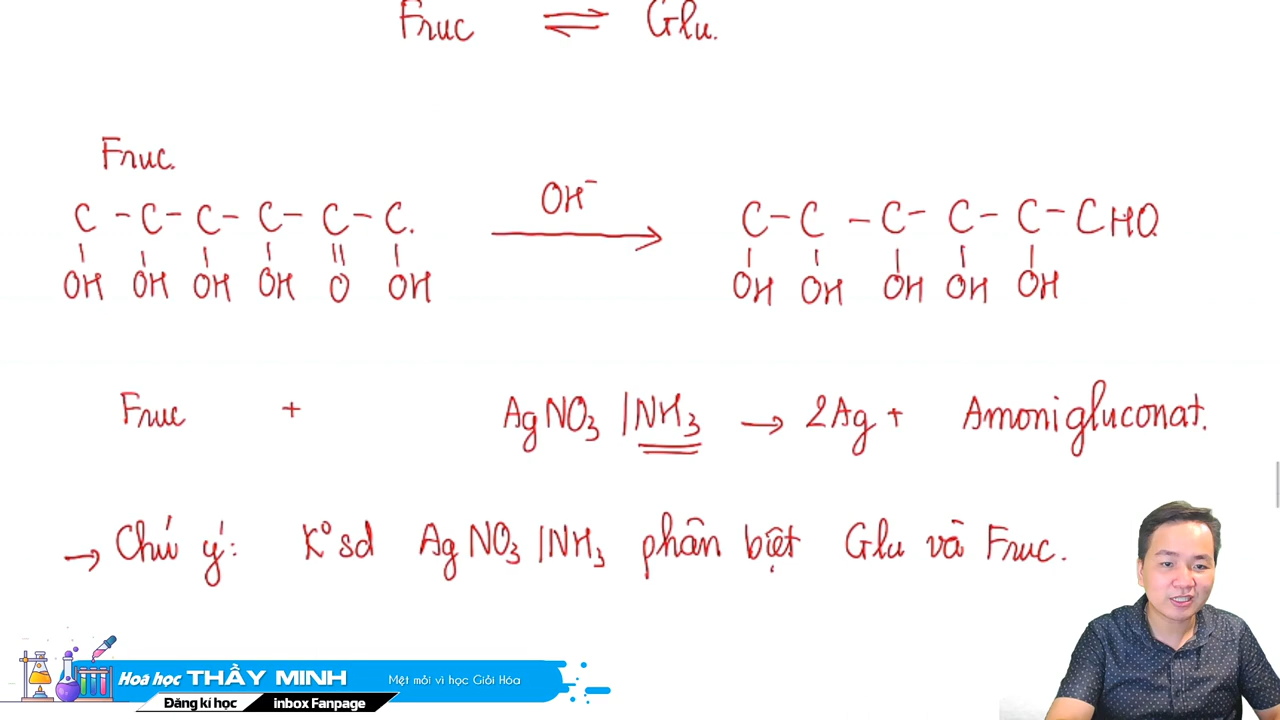 Fruc ⇌ Glu.
Fruc.
C - C - C - C - C - C. OH⁻ → C - C - C - C - C - CHO
OH OH OH OH O OH OH OH OH OH OH
Fruc + AgNO3 / NH3 → 2Ag + Amonigluconat.
→ Chú ý: K° sd AgNO3 / NH3 phân biệt Glu và Fruc.
Hoá học THẦY MINH Mệt mỏi vì học Giỏi Hóa
Đăng kí học inbox Fanpage